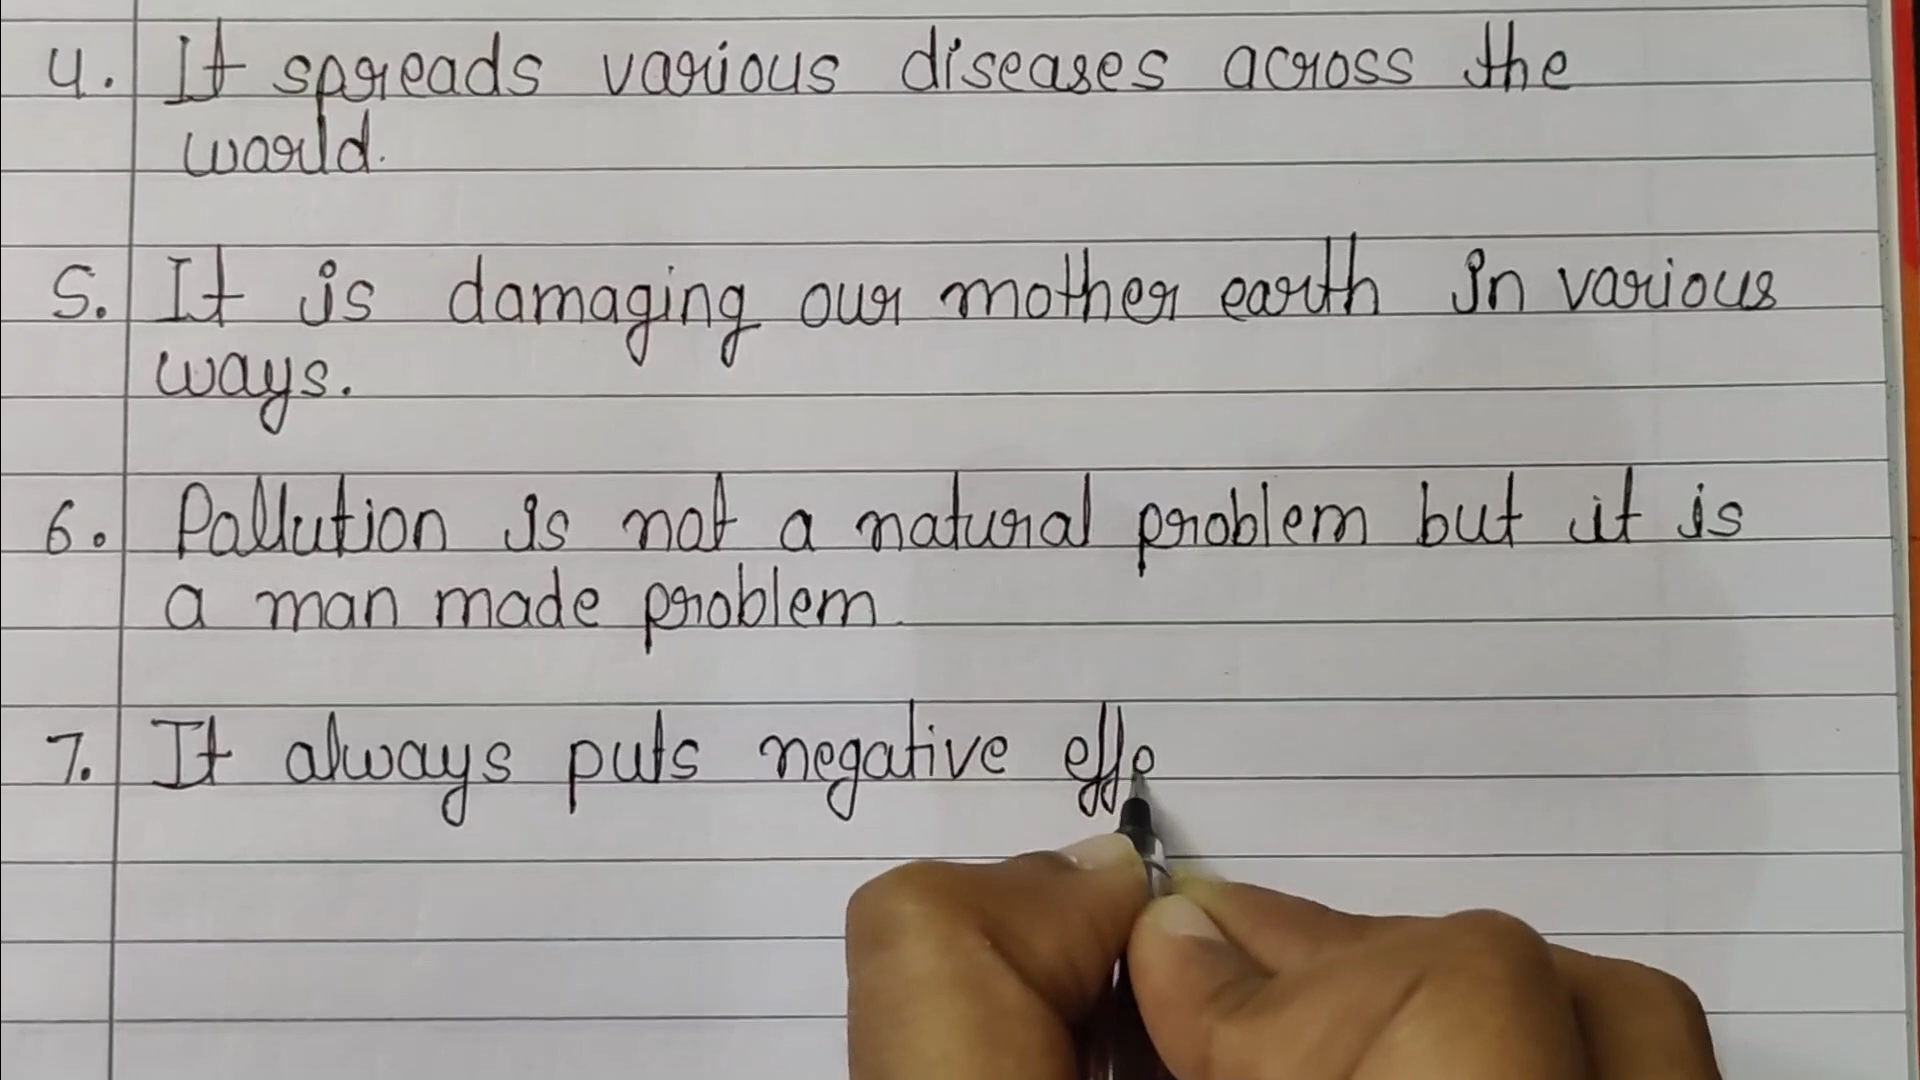 4. It spreads various diseases across the
world.
5. It is damaging our mother earth In various
ways.
6. Pollution is not a natural problem but it is
a man made problem.
7. It always puts negative effe